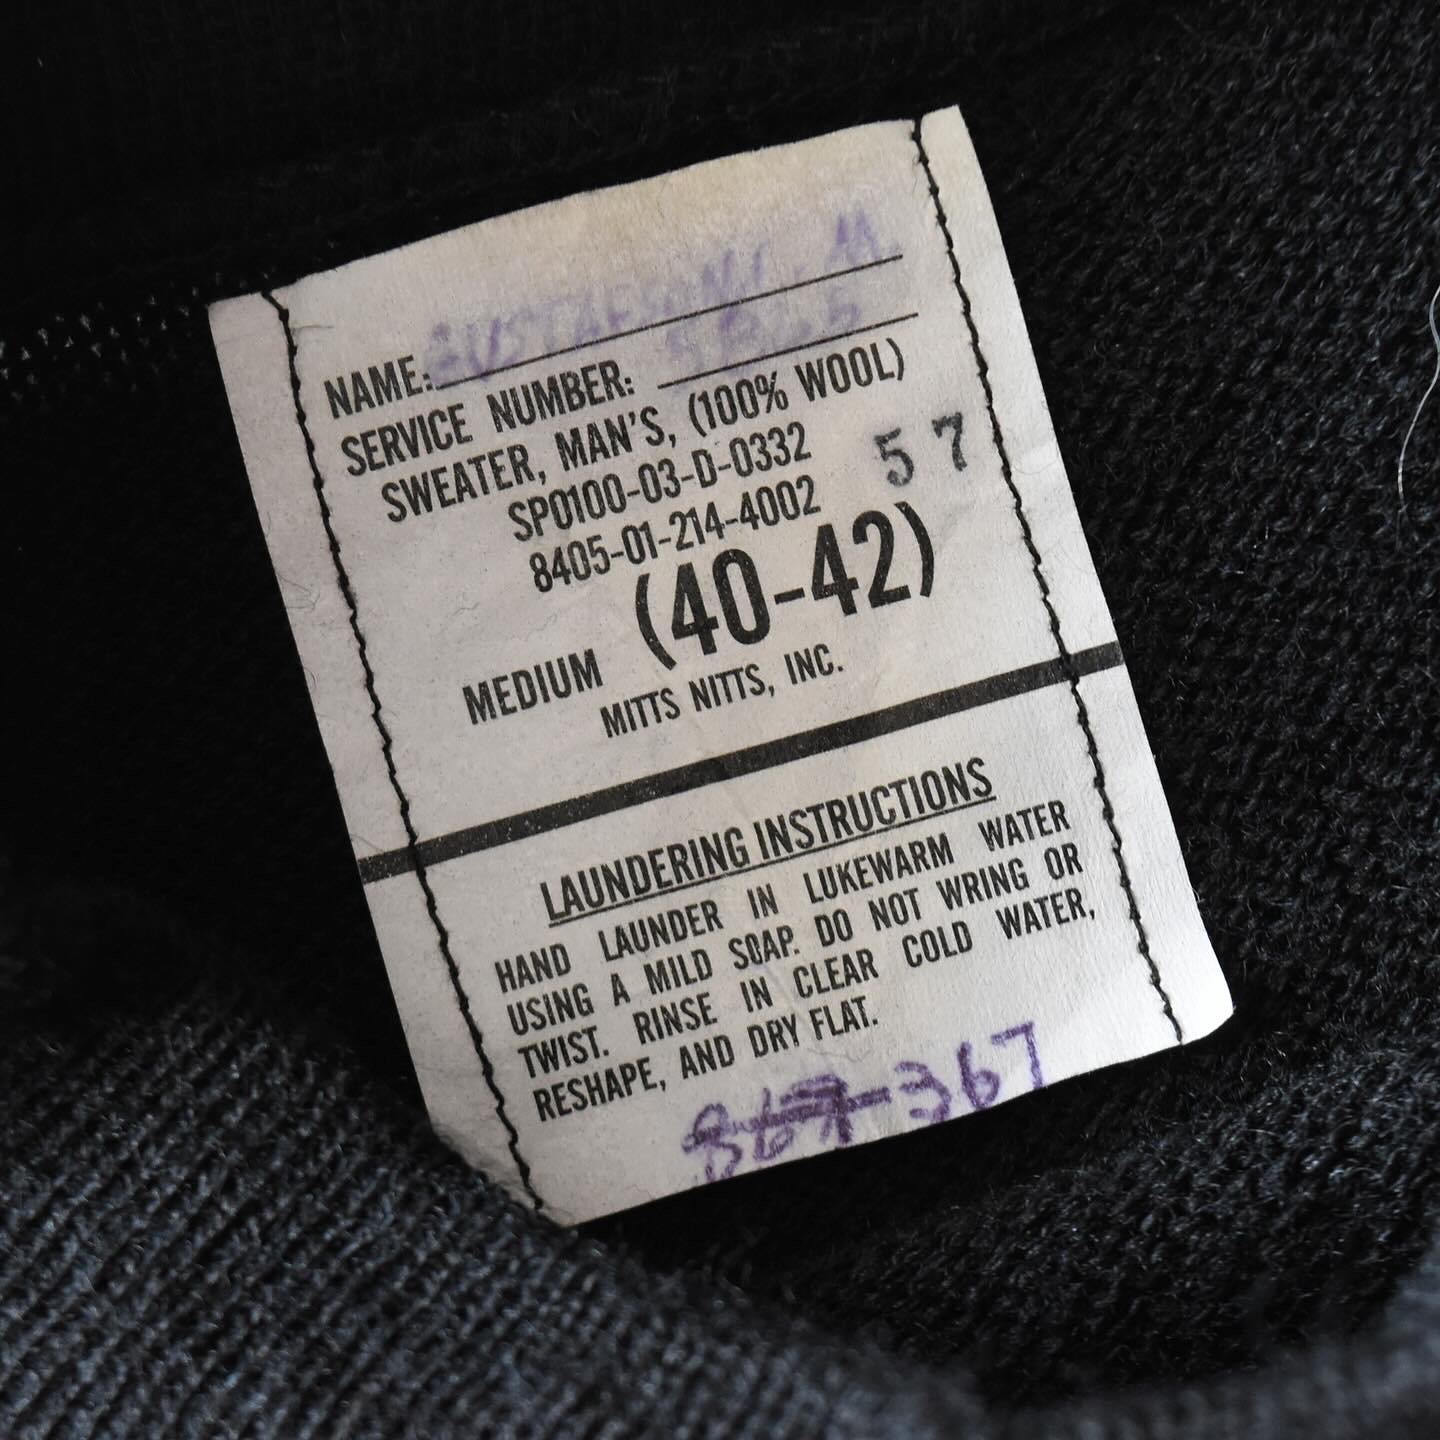 NAME:
SERVICE NUMBER:
SWEATER, MAN'S, (100% WOOL)
SP0100-03-D-0332
57
8405-01-214-4002
MEDIUM (40-42)
MITTS NITTS, INC.
LAUNDERING INSTRUCTIONS
HAND LAUNDER IN LUKEWARM WATER
USING A MILD SOAP. DO NOT WRING OR
TWIST. RINSE IN CLEAR COLD WATER,
RESHAPE, AND DRY FLAT.
367